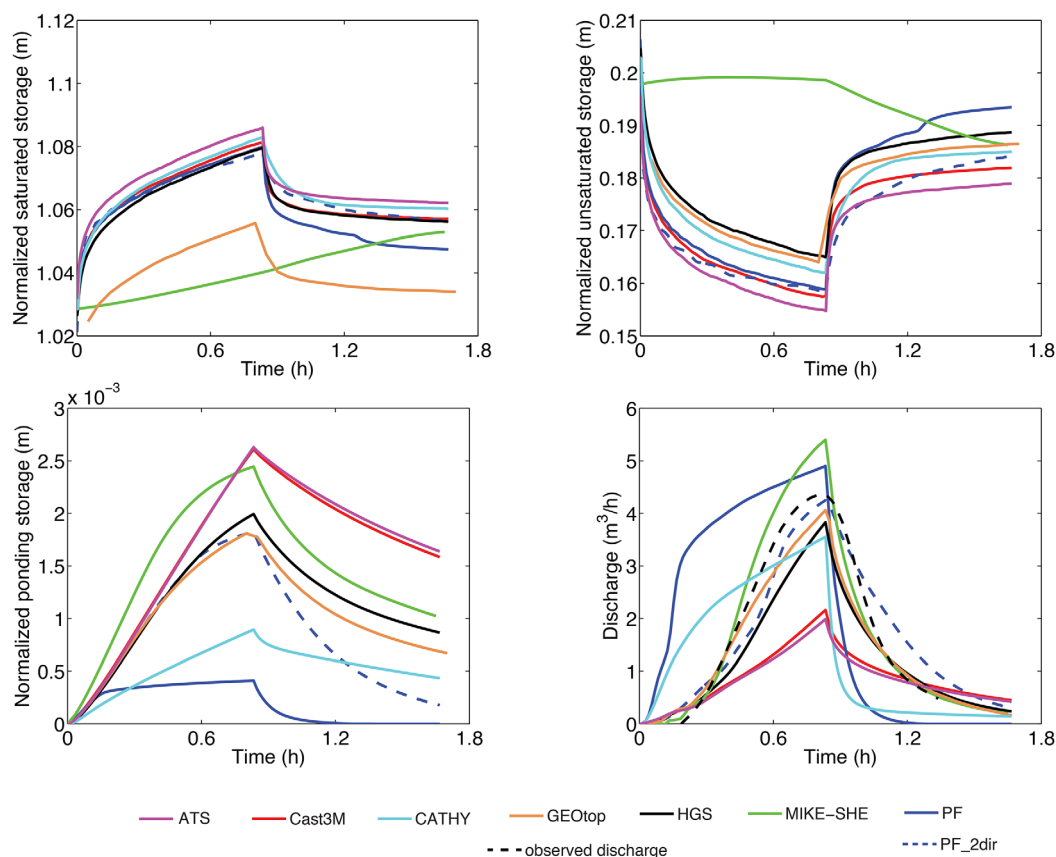 1.12
1.1
1.08
1.06
1.04
1.02
Normalized saturated storage (m)
0 0.6 1.2 1.8
Time (h)
0.21
0.2
0.19
0.18
0.17
0.16
0.15
Normalized unsaturated storage (m)
0 0.6 1.2 1.8
Time (h)
x 10⁻³
3
2.5
2
1.5
1
0.5
0
Normalized ponding storage (m)
0 0.6 1.2 1.8
Time (h)
6
5
4
3
2
1
0
Discharge (m³/h)
0 0.6 1.2 1.8
Time (h)
ATS Cast3M CATHY GEOtop HGS MIKE−SHE PF
observed discharge PF_2dir